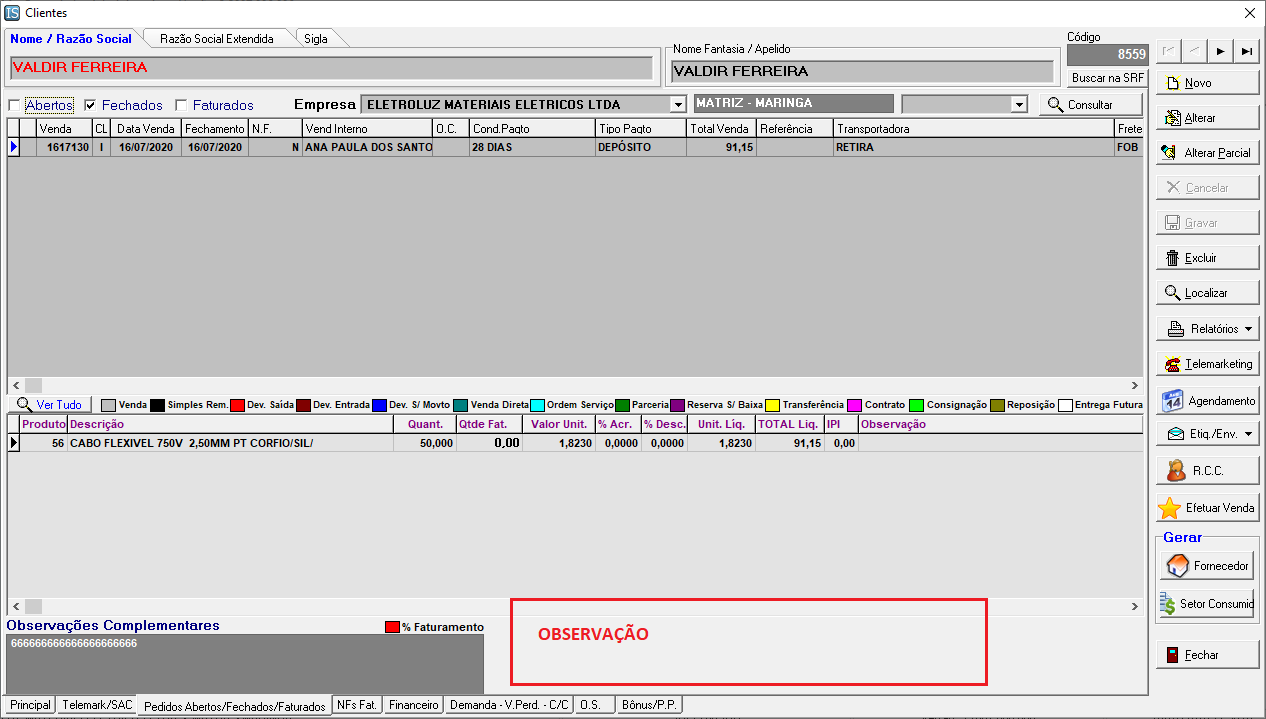 IS Clientes
Nome / Razão Social Razão Social Extendida Sigla
VALDIR FERREIRA
Nome Fantasia / Apelido
VALDIR FERREIRA
Código
8559
Buscar na SRF
Abertos Fechados Faturados Empresa ELETROLUZ MATERIAIS ELETRICOS LTDA MATRIZ - MARINGA Consultar
Venda CL Data Venda Fechamento N.F. Vend Interno O.C. Cond.Pagto Tipo Pagto Total Venda Referência Transportadora Frete
1617130 I 16/07/2020 16/07/2020 N ANA PAULA DOS SANTO 28 DIAS DEPÓSITO 91,15 RETIRA FOB
Ver Tudo Venda Simples Rem. Dev. Saída Dev. Entrada Dev. S/ Movto Venda Direta Ordem Serviço Parceria Reserva S/ Baixa Transferência Contrato Consignação Reposição Entrega Futura
Produto Descrição Quant. Qtde Fat. Valor Unit. % Acr. % Desc. Unit. Líq. TOTAL Liq. IPI Observação
56 CABO FLEXIVEL 750V 2,50MM PT CORFIO/SIL/ 50,000 0,00 1,8230 0,0000 0,0000 1,8230 91,15 0,00
Observações Complementares % Faturamento
666666666666666666666
OBSERVAÇÃO
Principal Telemark/SAC Pedidos Abertos/Fechados/Faturados NFs Fat. Financeiro Demanda - V.Perd. - C/C O.S. Bônus/P.P.
Novo
Alterar
Alterar Parcial
Cancelar
Gravar
Excluir
Localizar
Relatórios
Telemarketing
14 Agendamento
Etiq./Env.
R.C.C.
Efetuar Venda
Gerar
Fornecedor
Setor Consumid
Fechar